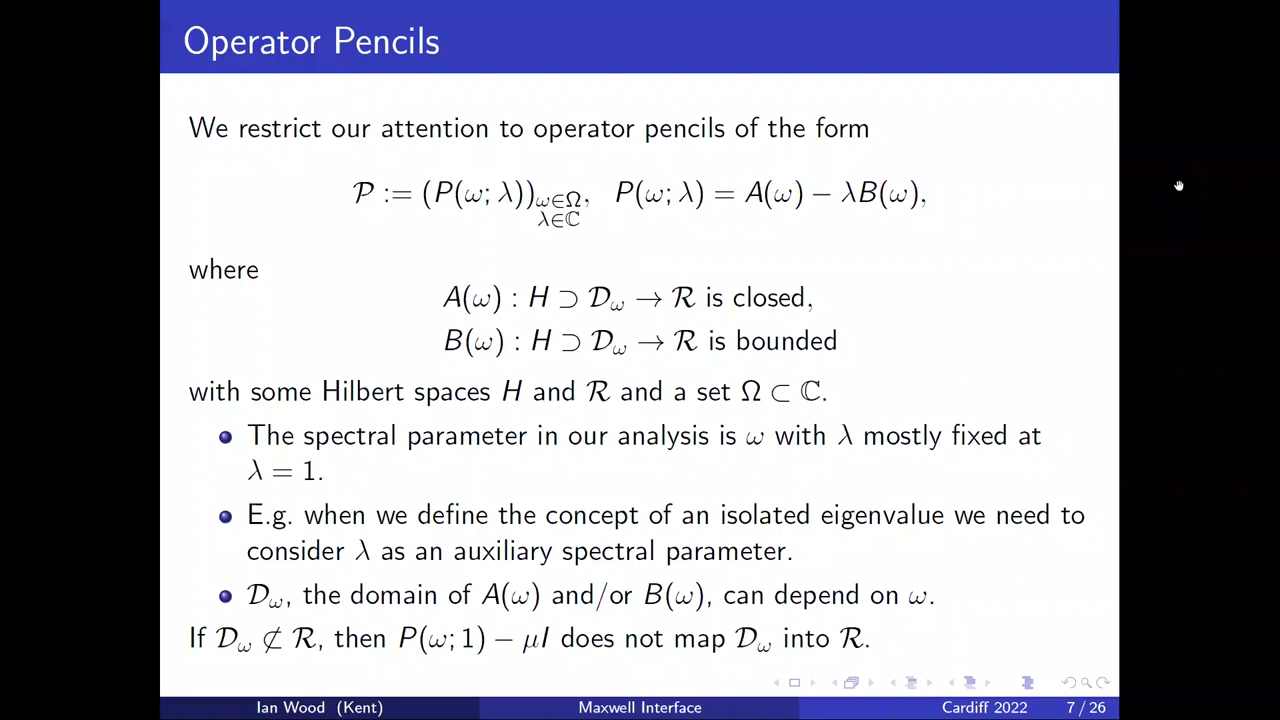 Operator Pencils
We restrict our attention to operator pencils of the form
𝒫 := (P(ω; λ))_{ω∈Ω, λ∈ℂ}, P(ω; λ) = A(ω) − λB(ω),
where
A(ω) : H ⊃ 𝒟_ω → ℛ is closed,
B(ω) : H ⊃ 𝒟_ω → ℛ is bounded
with some Hilbert spaces H and ℛ and a set Ω ⊂ ℂ.
The spectral parameter in our analysis is ω with λ mostly fixed at
λ = 1.
E.g. when we define the concept of an isolated eigenvalue we need to
consider λ as an auxiliary spectral parameter.
𝒟_ω, the domain of A(ω) and/or B(ω), can depend on ω.
If 𝒟_ω ⊄ ℛ, then P(ω; 1) − μI does not map 𝒟_ω into ℛ.
Ian Wood (Kent) Maxwell Interface Cardiff 2022 7 / 26